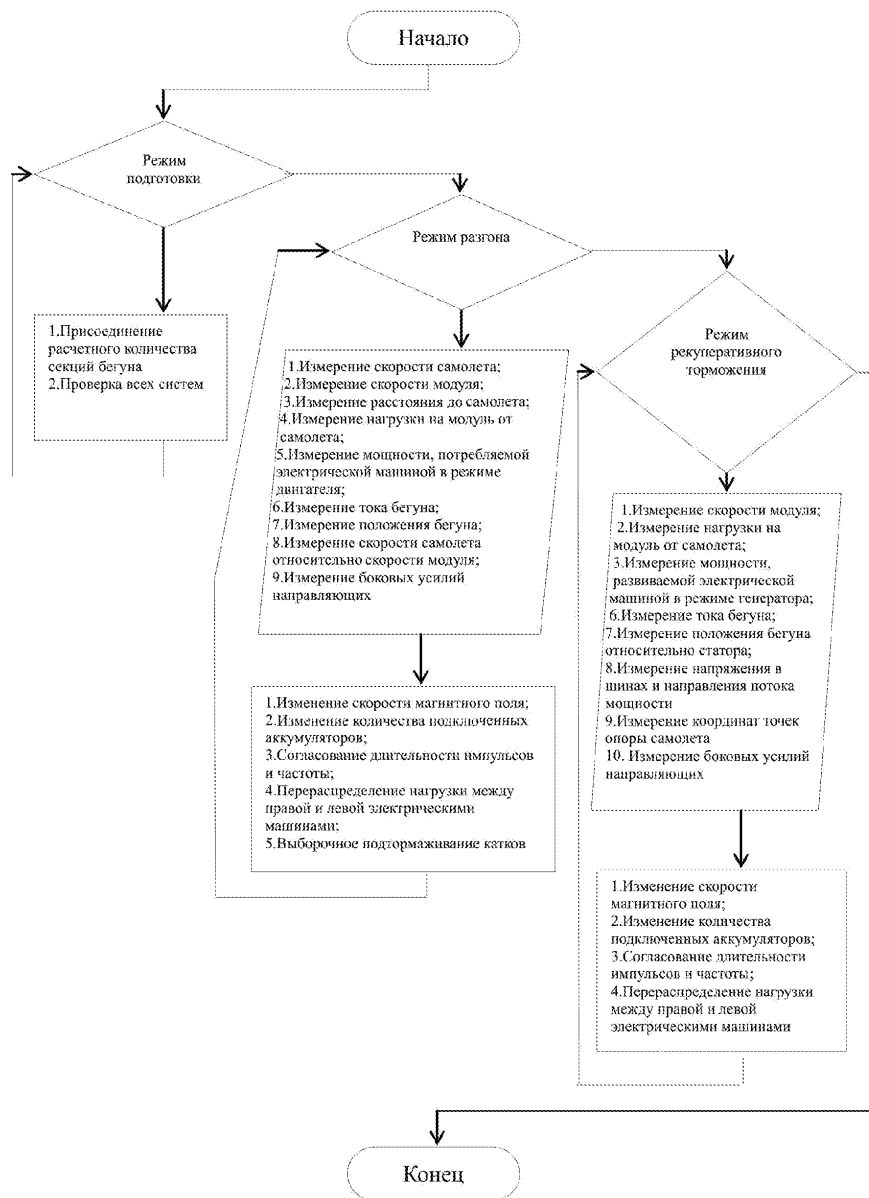 Начало
Режим
подготовки
1.Присоединение
расчетного количества
секций бегуна
2.Проверка всех систем
Режим разгона
1.Измерение скорости самолета;
2.Измерение скорости модуля;
3.Измерение расстояния до самолета;
4.Измерение нагрузки на модуль от
самолета;
5.Измерение мощности, потребляемой
электрической машиной в режиме
двигателя;
6.Измерение тока бегуна;
7.Измерение положения бегуна;
8.Измерение скорости самолета
относительно скорости модуля;
9.Измерение боковых усилий
направляющих
1.Изменение скорости магнитного поля;
2.Изменение количества подключенных
аккумуляторов;
3.Согласование длительности импульсов
и частоты;
4.Перераспределение нагрузки между
правой и левой электрическими
машинами;
5.Выборочное подтормаживание катков
Режим
рекуперативного
торможения
1.Измерение скорости модуля;
2.Измерение нагрузки на
модуль от самолета;
3.Измерение мощности,
развиваемой электрической
машиной в режиме генератора;
6.Измерение тока бегуна;
7.Измерение положения бегуна
относительно статора;
8.Измерение напряжения в
шинах и направления потока
мощности
9.Измерение координат точек
опоры самолета
10. Измерение боковых усилий
направляющих
1.Изменение скорости
магнитного поля;
2.Изменение количества
подключенных аккумуляторов;
3.Согласование длительности
импульсов и частоты;
4.Перераспределение нагрузки
между правой и левой
электрическими машинами
Конец